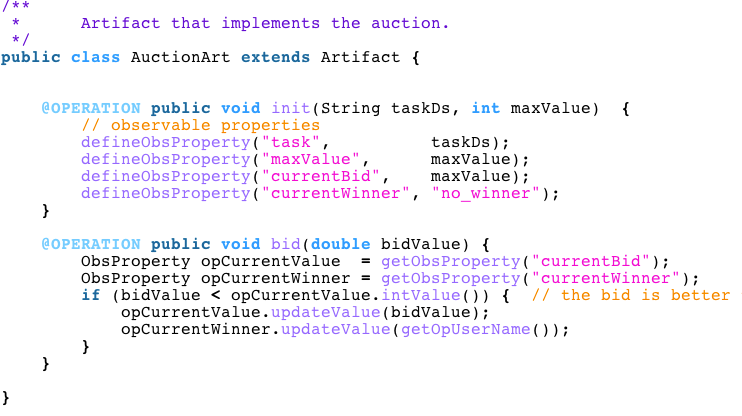 /**
 *      Artifact that implements the auction.
 */
public class AuctionArt extends Artifact {
    @OPERATION public void init(String taskDs, int maxValue)  {
        // observable properties
        defineObsProperty("task",          taskDs);
        defineObsProperty("maxValue",      maxValue);
        defineObsProperty("currentBid",    maxValue);
        defineObsProperty("currentWinner", "no_winner");
    }
    @OPERATION public void bid(double bidValue) {
        ObsProperty opCurrentValue  = getObsProperty("currentBid");
        ObsProperty opCurrentWinner = getObsProperty("currentWinner");
        if (bidValue < opCurrentValue.intValue()) {  // the bid is better
            opCurrentValue.updateValue(bidValue);
            opCurrentWinner.updateValue(getOpUserName());
        }
    }
}